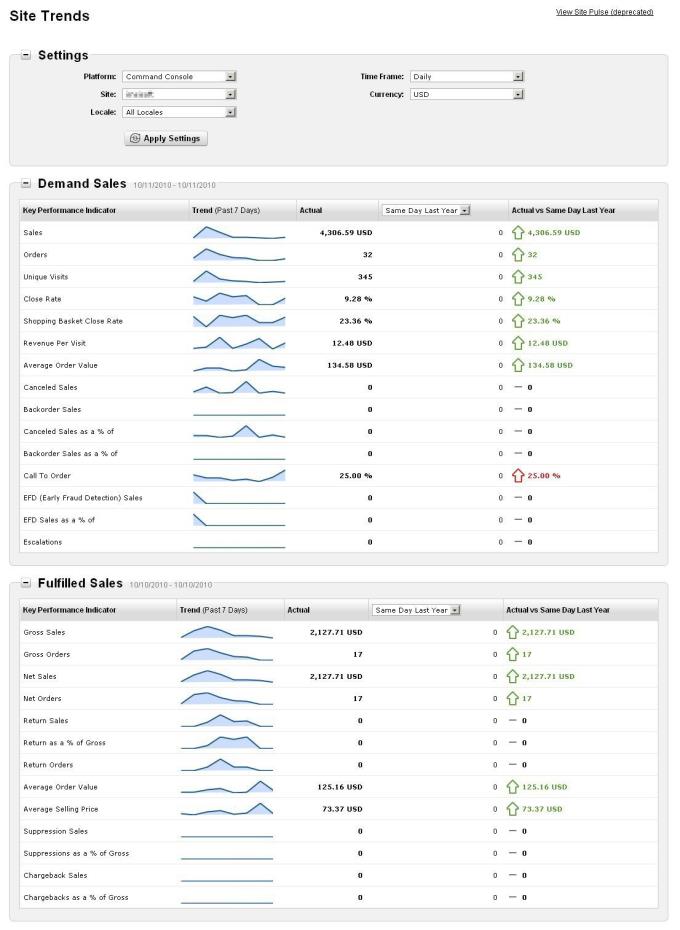 Site Trends
View Site Pulse (deprecated)
Settings
Platform: Command Console
Time Frame: Daily
Site:
Currency: USD
Locale: All Locales
Apply Settings
Demand Sales 10/11/2010 - 10/11/2010
Key Performance Indicator Trend (Past 7 Days) Actual Same Day Last Year Actual vs Same Day Last Year
Sales 4,306.59 USD 0 4,306.59 USD
Orders 32 0 32
Unique Visits 345 0 345
Close Rate 9.28 % 0 9.28 %
Shopping Basket Close Rate 23.36 % 0 23.36 %
Revenue Per Visit 12.48 USD 0 12.48 USD
Average Order Value 134.58 USD 0 134.58 USD
Canceled Sales 0 0 — 0
Backorder Sales 0 0 — 0
Canceled Sales as a % of 0 0 — 0
Backorder Sales as a % of 0 0 — 0
Call To Order 25.00 % 0 25.00 %
EFD (Early Fraud Detection) Sales 0 0 — 0
EFD Sales as a % of 0 0 — 0
Escalations 0 0 — 0
Fulfilled Sales 10/10/2010 - 10/10/2010
Key Performance Indicator Trend (Past 7 Days) Actual Same Day Last Year Actual vs Same Day Last Year
Gross Sales 2,127.71 USD 0 2,127.71 USD
Gross Orders 17 0 17
Net Sales 2,127.71 USD 0 2,127.71 USD
Net Orders 17 0 17
Return Sales 0 0 — 0
Return as a % of Gross 0 0 — 0
Return Orders 0 0 — 0
Average Order Value 125.16 USD 0 125.16 USD
Average Selling Price 73.37 USD 0 73.37 USD
Suppression Sales 0 0 — 0
Suppressions as a % of Gross 0 0 — 0
Chargeback Sales 0 0 — 0
Chargebacks as a % of Gross 0 0 — 0